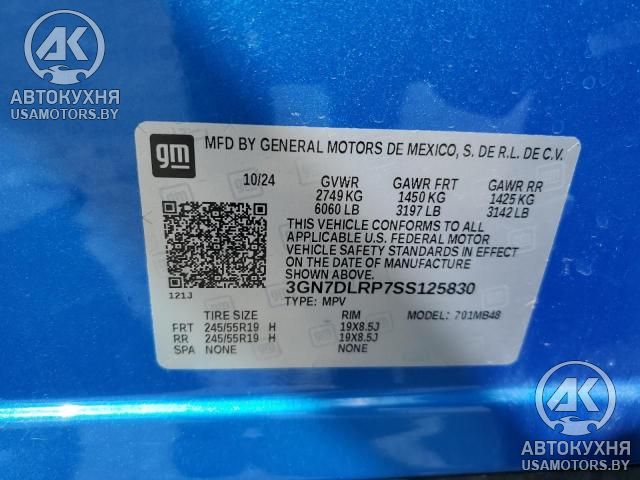 АК
АВТОКУХНЯ
USAMOTORS.BY
АК
АВТОКУХНЯ
USAMOTORS.BY
gm
MFD BY GENERAL MOTORS DE MEXICO, S. DE R.L. DE C.V.
10/24 GVWR GAWR FRT GAWR RR
2749 KG 1450 KG 1425 KG
6060 LB 3197 LB 3142 LB
THIS VEHICLE CONFORMS TO ALL
APPLICABLE U.S. FEDERAL MOTOR
VEHICLE SAFETY STANDARDS IN EFFECT
ON THE DATE OF MANUFACTURE
SHOWN ABOVE.
121J 3GN7DLRP7SS125830
TYPE: MPV MODEL: 701MB48
TIRE SIZE RIM
FRT 245/55R19 H 19X8.5J
RR 245/55R19 H 19X8.5J
SPA NONE NONE
АК
АВТОКУХНЯ
USAMOTORS.BY